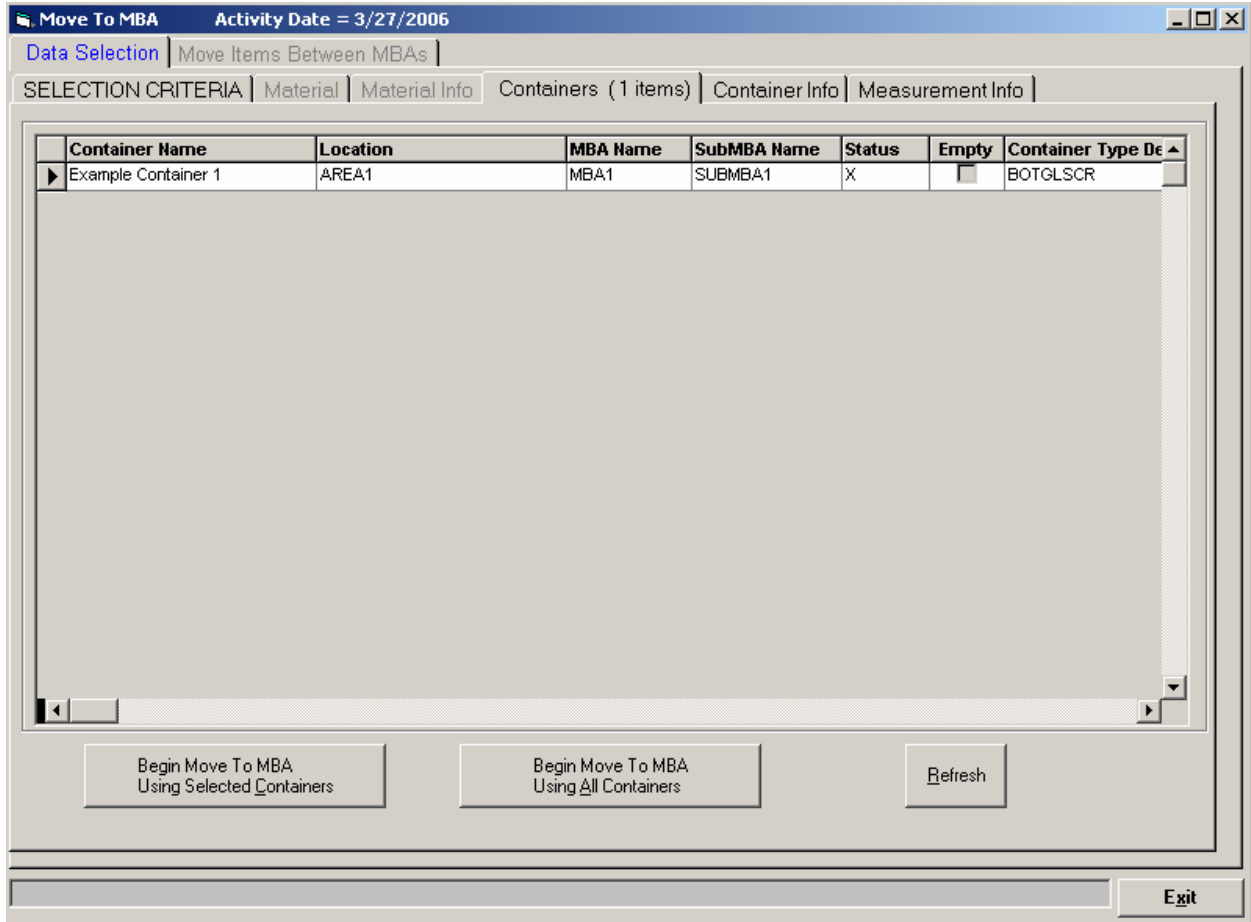 Move To MBA Activity Date = 3/27/2006
Data Selection Move Items Between MBAs
SELECTION CRITERIA Material Material Info Containers (1 items) Container Info Measurement Info
Container Name Location MBA Name SubMBA Name Status Empty Container Type De
Example Container 1 AREA1 MBA1 SUBMBA1 X BOTGLSCR
Begin Move To MBA
Using Selected Containers
Begin Move To MBA
Using All Containers
Refresh
Exit